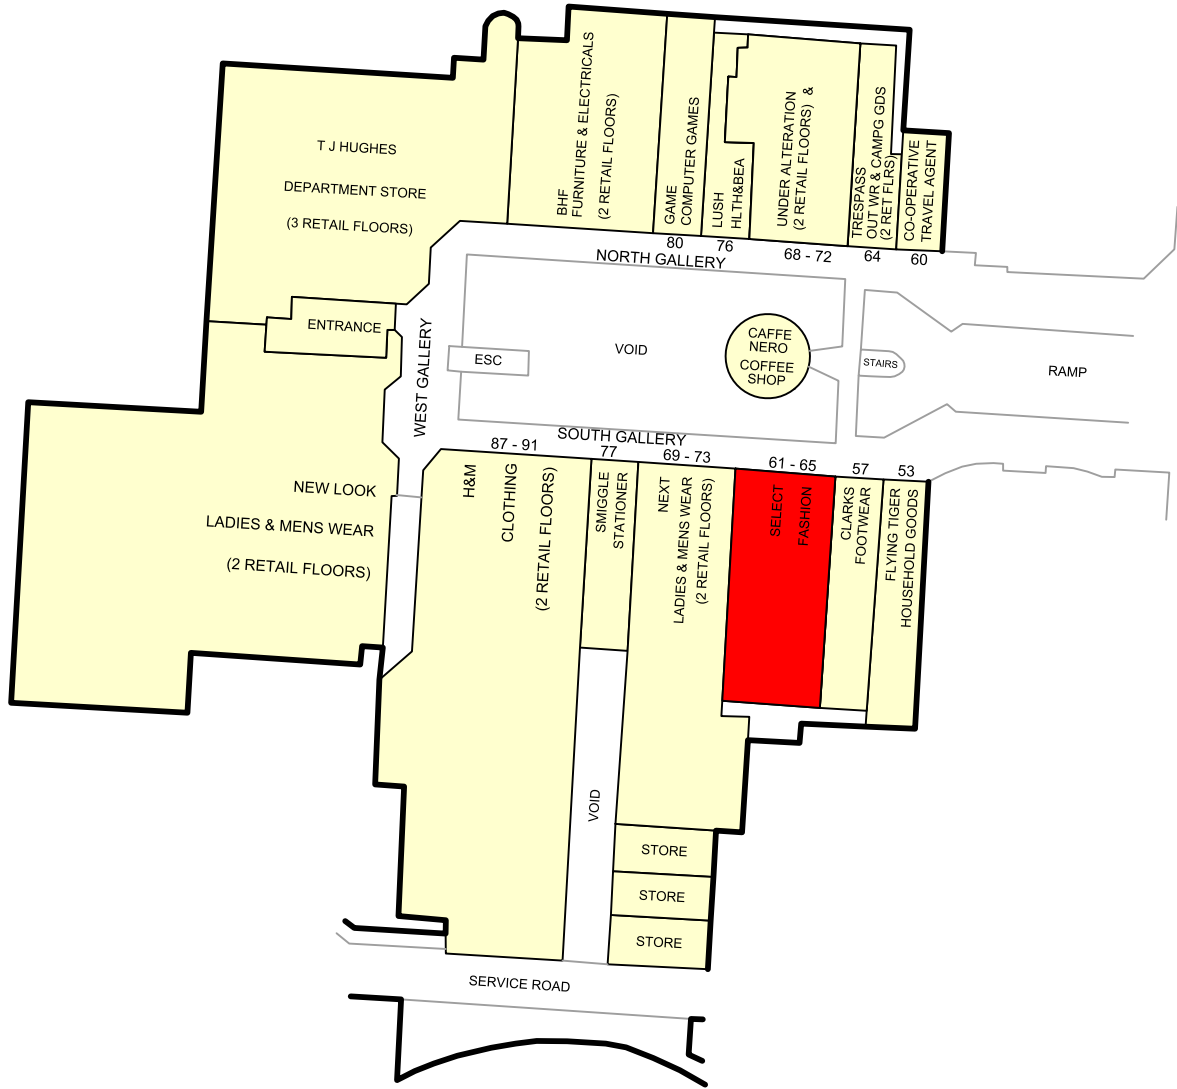 T J HUGHES
DEPARTMENT STORE
(3 RETAIL FLOORS)
BHF
FURNITURE & ELECTRICALS
(2 RETAIL FLOORS)
GAME
COMPUTER GAMES
LUSH
HLTH&BEA
UNDER ALTERATION
(2 RETAIL FLOORS) &
TRESPASS
OUT WR & CAMPG GDS
(2 RET FLRS)
CO-OPERATIVE
TRAVEL AGENT
80
76
68 - 72
64
60
NORTH GALLERY
ENTRANCE
WEST GALLERY
ESC
VOID
CAFFE
NERO
COFFEE
SHOP
STAIRS
RAMP
SOUTH GALLERY
87 - 91
77
69 - 73
61 - 65
57
53
NEW LOOK
LADIES & MENS WEAR
(2 RETAIL FLOORS)
H&M
CLOTHING
(2 RETAIL FLOORS)
SMIGGLE
STATIONER
NEXT
LADIES & MENS WEAR
(2 RETAIL FLOORS)
SELECT
FASHION
CLARKS
FOOTWEAR
FLYING TIGER
HOUSEHOLD GOODS
VOID
STORE
STORE
STORE
SERVICE ROAD